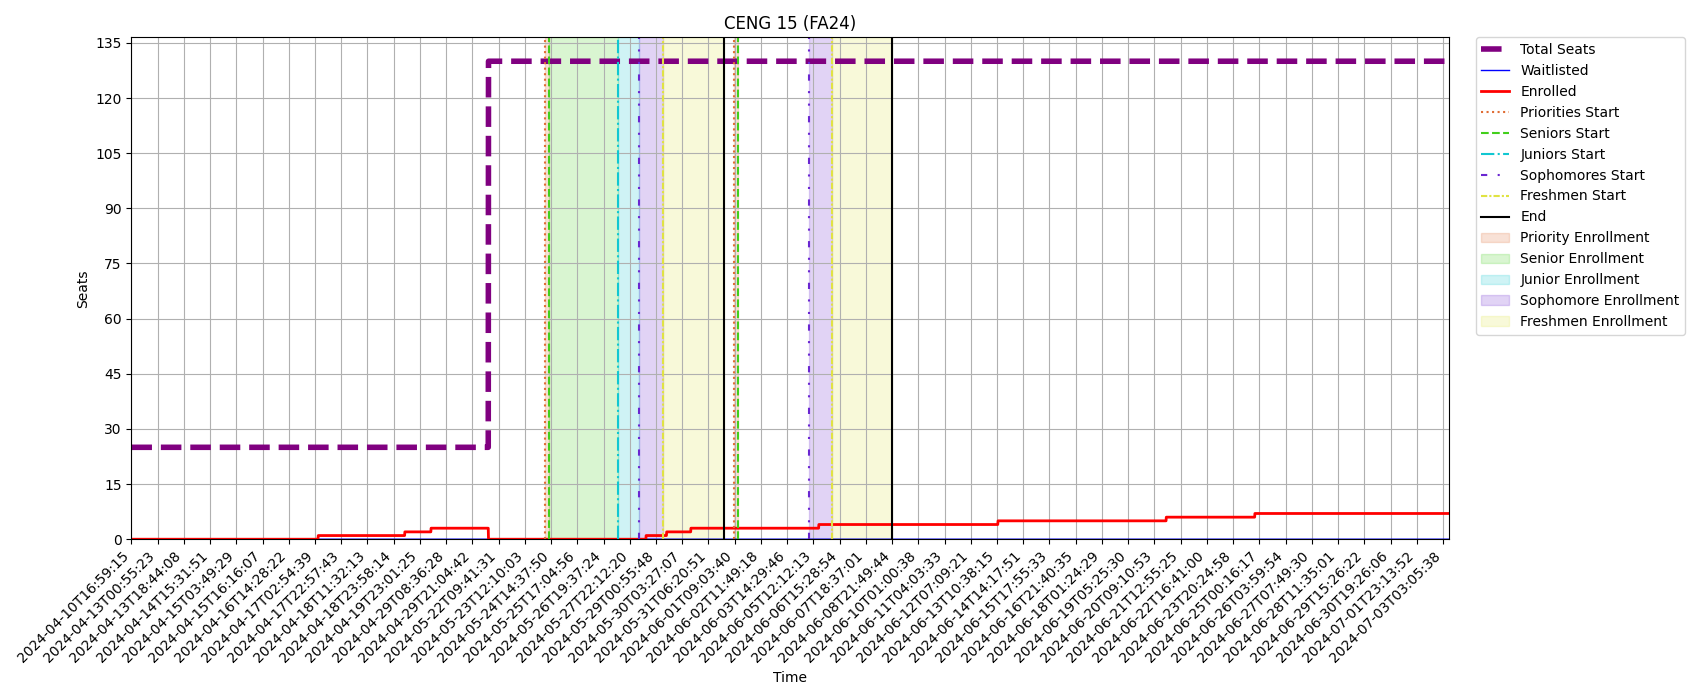 CENG 15 (FA24)
135
120
105
90
75
60
45
30
15
0
Seats
2024-04-10T16:59:15
2024-04-13T00:55:23
2024-04-13T18:44:08
2024-04-14T15:31:51
2024-04-15T03:49:29
2024-04-15T16:16:07
2024-04-16T14:28:22
2024-04-17T02:54:39
2024-04-17T22:57:43
2024-04-18T11:32:13
2024-04-18T23:58:14
2024-04-19T23:01:25
2024-04-29T08:36:28
2024-04-29T21:04:42
2024-05-22T09:41:31
2024-05-23T12:10:03
2024-05-24T14:37:50
2024-05-25T17:04:56
2024-05-26T19:37:24
2024-05-27T22:12:20
2024-05-29T00:55:48
2024-05-30T03:27:07
2024-05-31T06:20:51
2024-06-01T09:03:40
2024-06-02T11:49:18
2024-06-03T14:29:46
2024-06-05T12:12:13
2024-06-06T15:28:54
2024-06-07T18:37:01
2024-06-08T21:49:44
2024-06-10T01:00:38
2024-06-11T04:03:33
2024-06-12T07:09:21
2024-06-13T10:38:15
2024-06-14T14:17:51
2024-06-15T17:55:33
2024-06-16T21:40:35
2024-06-18T01:24:29
2024-06-19T05:25:30
2024-06-20T09:10:53
2024-06-21T12:55:25
2024-06-22T16:41:00
2024-06-23T20:24:58
2024-06-25T00:16:17
2024-06-26T03:59:54
2024-06-27T07:49:30
2024-06-28T11:35:01
2024-06-29T15:26:22
2024-06-30T19:26:06
2024-07-01T23:13:52
2024-07-03T03:05:38
Time
Total Seats
Waitlisted
Enrolled
Priorities Start
Seniors Start
Juniors Start
Sophomores Start
Freshmen Start
End
Priority Enrollment
Senior Enrollment
Junior Enrollment
Sophomore Enrollment
Freshmen Enrollment